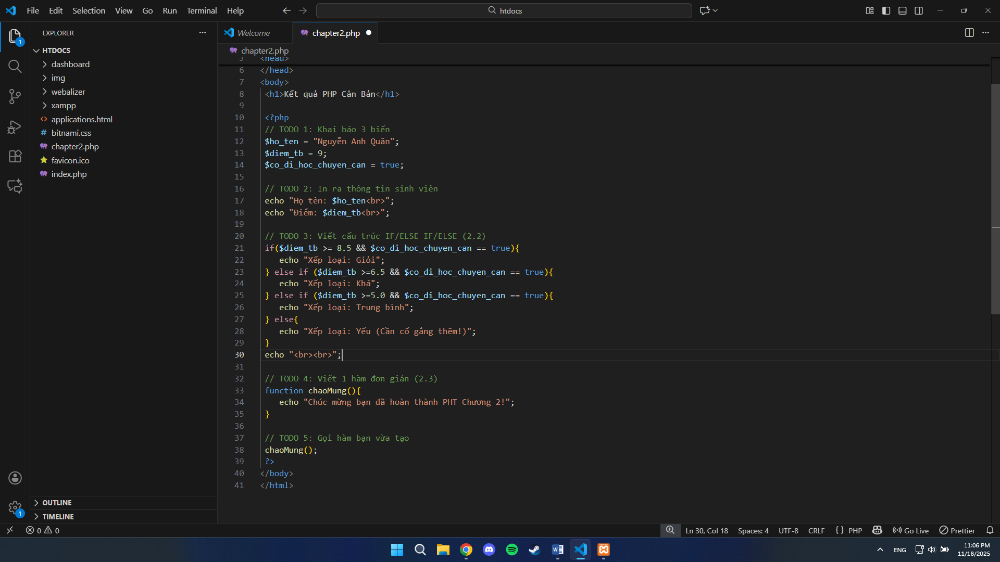 File Edit Selection View Go Run Terminal Help
htdocs
EXPLORER
Welcome
chapter2.php
HTDOCS
dashboard
img
webalizer
xampp
applications.html
bitnami.css
chapter2.php
favicon.ico
index.php
OUTLINE
TIMELINE
chapter2.php
5 <head>
6 </head>
7 <body>
8 <h1>Kết quả PHP Căn Bản</h1>
9
10 <?php
11 // TODO 1: Khai báo 3 biến
12 $ho_ten = "Nguyễn Anh Quân";
13 $diem_tb = 9;
14 $co_di_hoc_chuyen_can = true;
15
16 // TODO 2: In ra thông tin sinh viên
17 echo "Họ tên: $ho_ten<br>";
18 echo "Điểm: $diem_tb<br>";
19
20 // TODO 3: Viết cấu trúc IF/ELSE IF/ELSE (2.2)
21 if($diem_tb >= 8.5 && $co_di_hoc_chuyen_can == true){
22 echo "Xếp loại: Giỏi";
23 } else if ($diem_tb >=6.5 && $co_di_hoc_chuyen_can == true){
24 echo "Xếp loại: Khá";
25 } else if ($diem_tb >=5.0 && $co_di_hoc_chuyen_can == true){
26 echo "Xếp loại: Trung bình";
27 } else{
28 echo "Xếp loại: Yếu (Cần cố gắng thêm!)";
29 }
30 echo "<br><br>";
31
32 // TODO 4: Viết 1 hàm đơn giản (2.3)
33 function chaoMung(){
34 echo "Chúc mừng bạn đã hoàn thành PHT Chương 2!";
35 }
36
37 // TODO 5: Gọi hàm bạn vừa tạo
38 chaoMung();
39 ?>
40 </body>
41 </html>
1
1
0 0
Ln 30, Col 18 Spaces: 4 UTF-8 CRLF {} PHP Go Live Prettier
ENG
11:06 PM
11/18/2025